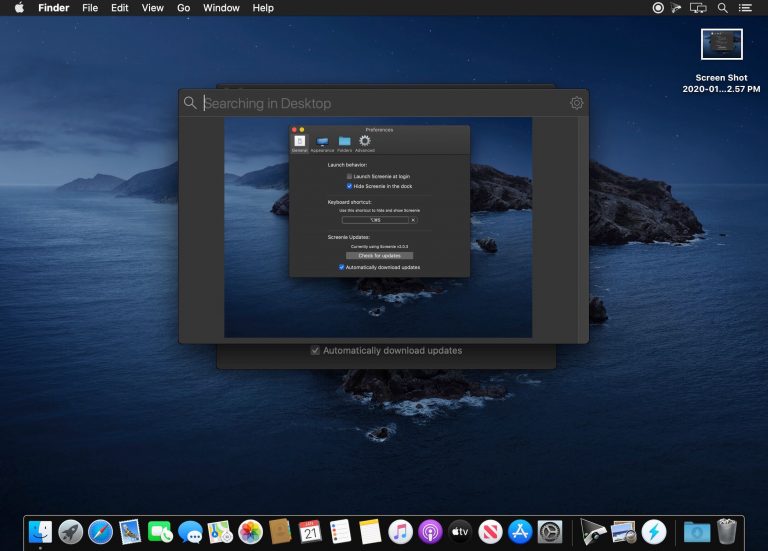 Finder File Edit View Go Window Help
Screen Shot
2020-01...2.57 PM
Searching in Desktop
Preferences
General Appearance Folders Advanced
Launch behavior:
Launch Screenie at login
Hide Screenie in the dock
Keyboard shortcut:
Use this shortcut to hide and show Screenie
Screenie Updates:
Currently using Screenie v2.0.3
Check for updates
Automatically download updates
Automatically download updates
JAN
21
tv